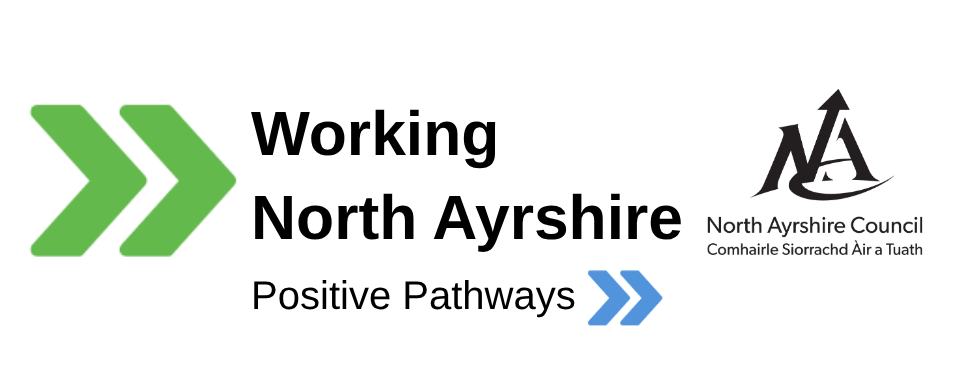 Working
North Ayrshire
Positive Pathways
North Ayrshire Council
Comhairle Siorrachd Àir a Tuath